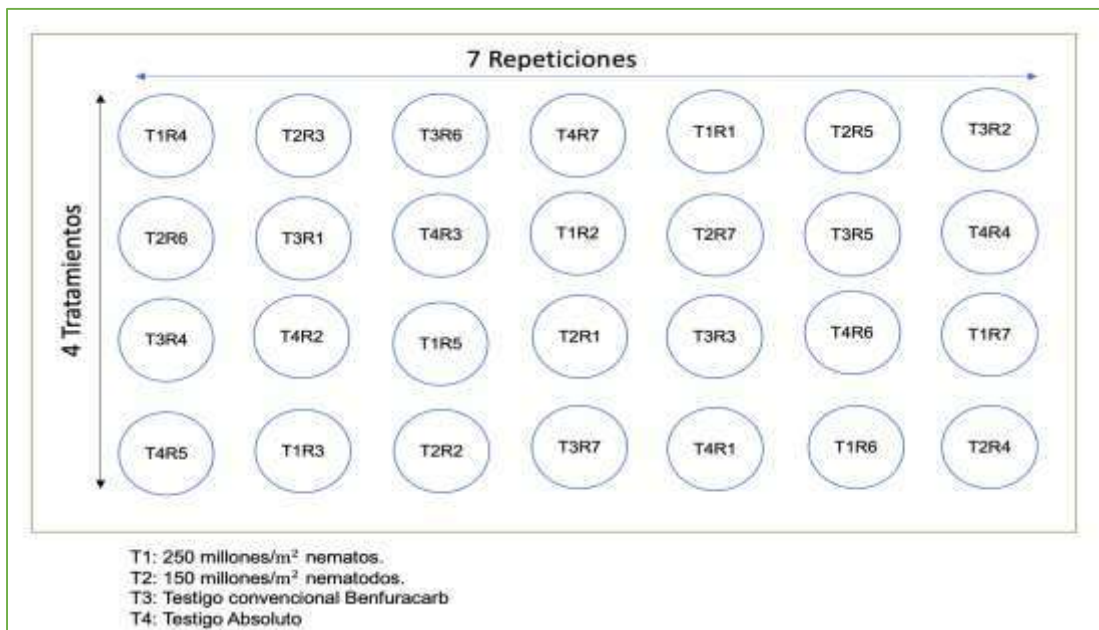 7 Repeticiones
4 Tratamientos
T1R4 T2R3 T3R6 T4R7 T1R1 T2R5 T3R2
T2R6 T3R1 T4R3 T1R2 T2R7 T3R5 T4R4
T3R4 T4R2 T1R5 T2R1 T3R3 T4R6 T1R7
T4R5 T1R3 T2R2 T3R7 T4R1 T1R6 T2R4
T1: 250 millones/m² nematos.
T2: 150 millones/m² nematodos.
T3: Testigo convencional Benfuracarb
T4: Testigo Absoluto